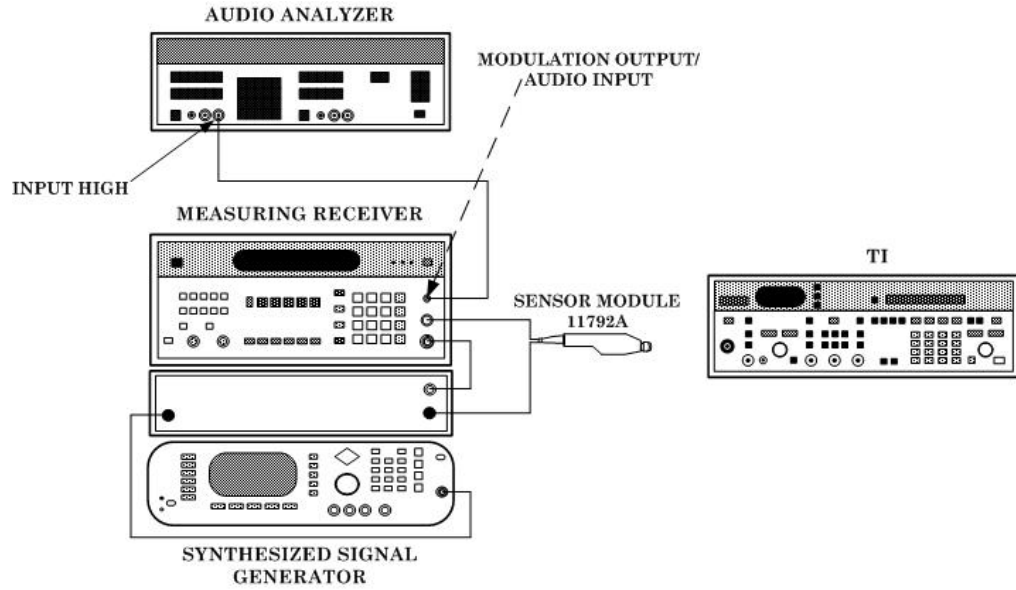 AUDIO ANALYZER
MODULATION OUTPUT/
AUDIO INPUT
INPUT HIGH
MEASURING RECEIVER
TI
SENSOR MODULE
11792A
SYNTHESIZED SIGNAL
GENERATOR